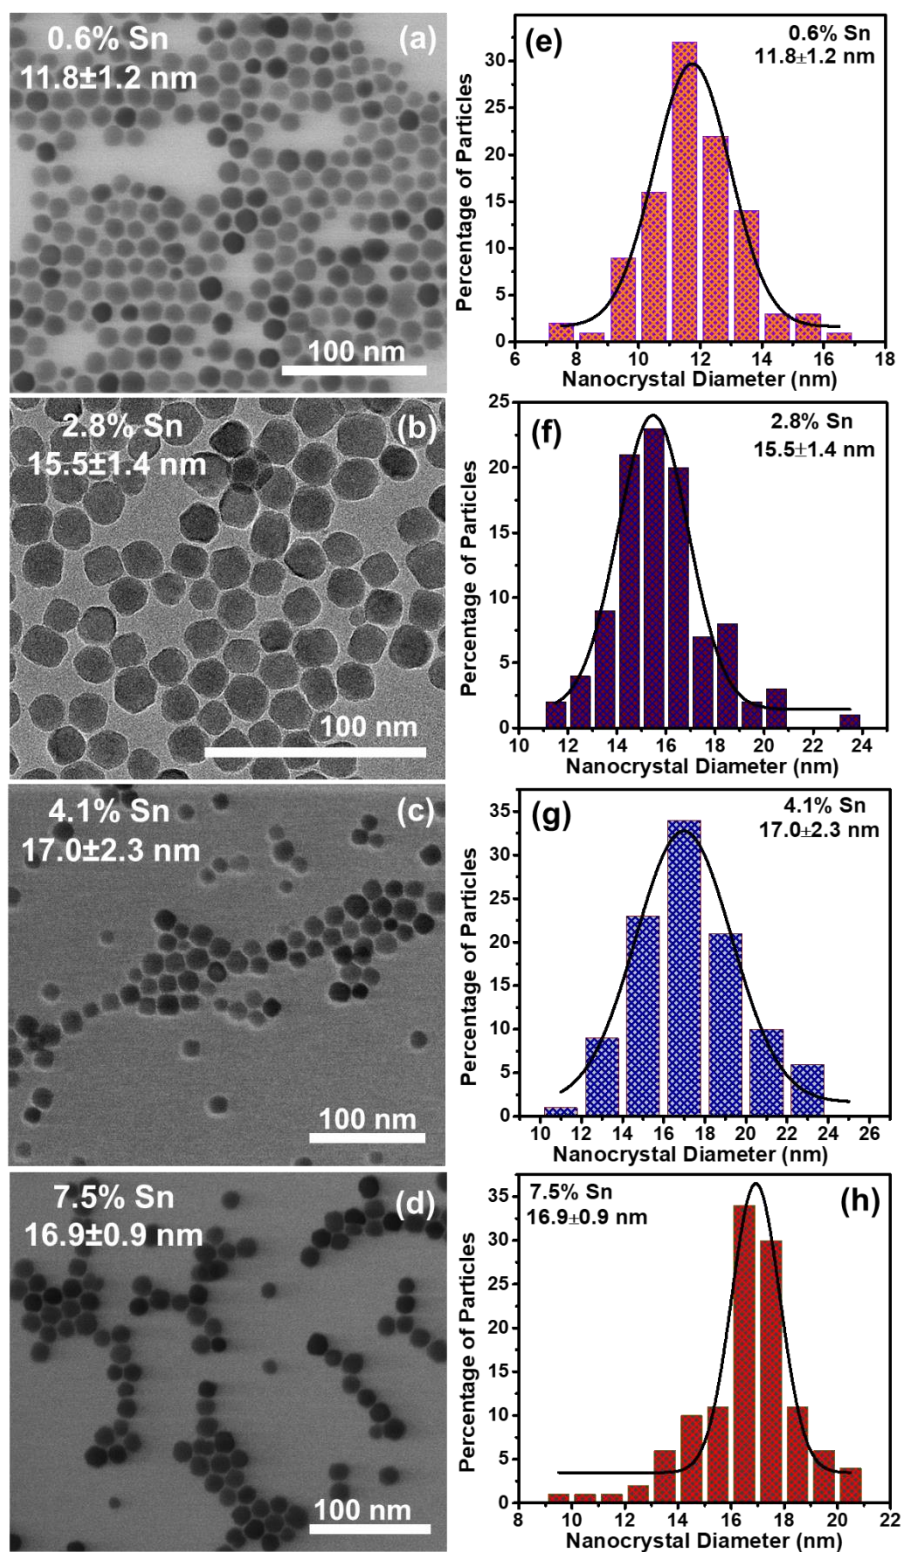 0.6% Sn
11.8±1.2 nm
(a)
100 nm
(e)
0.6% Sn
11.8±1.2 nm
Percentage of Particles
0
5
10
15
20
25
30
6
8
10
12
14
16
18
Nanocrystal Diameter (nm)
2.8% Sn
15.5±1.4 nm
(b)
100 nm
(f)
2.8% Sn
15.5±1.4 nm
Percentage of Particles
0
5
10
15
20
25
10
12
14
16
18
20
22
24
Nanocrystal Diameter (nm)
4.1% Sn
17.0±2.3 nm
(c)
100 nm
(g)
4.1% Sn
17.0±2.3 nm
Percentage of Particles
0
5
10
15
20
25
30
35
10
12
14
16
18
20
22
24
26
Nanocrystal Diameter (nm)
7.5% Sn
16.9±0.9 nm
(d)
100 nm
7.5% Sn
16.9±0.9 nm
(h)
Percentage of Particles
0
5
10
15
20
25
30
35
8
10
12
14
16
18
20
22
Nanocrystal Diameter (nm)